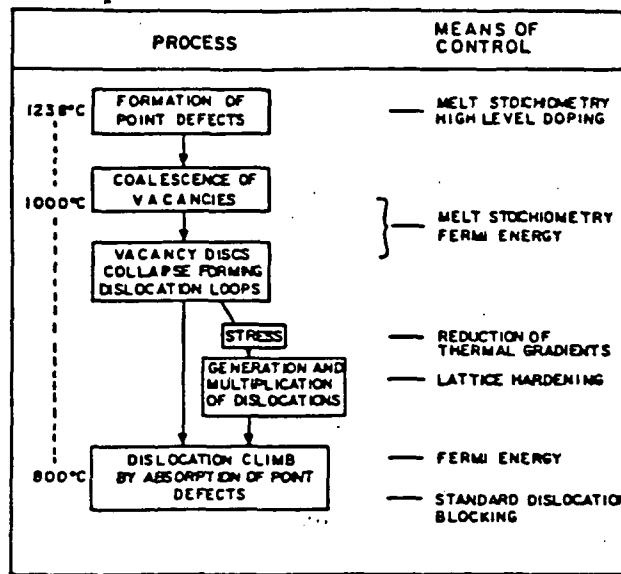 PROCESS
MEANS OF
CONTROL
1238°C
FORMATION OF
POINT DEFECTS
MELT STOICHOMETRY
HIGH LEVEL DOPING
1000°C
COALESCENCE OF
VACANCIES
MELT STOCHIOMETRY
FERMI ENERGY
VACANCY DISCS
COLLAPSE FORMING
DISLOCATION LOOPS
STRESS
REDUCTION OF
THERMAL GRADIENTS
GENERATION AND
MULTIPLICATION
OF DISLOCATIONS
LATTICE HARDENING
800°C
DISLOCATION CLIMB
BY ABSORPTION OF POINT
DEFECTS
FERMI ENERGY
STANDARD DISLOCATION
BLOCKING